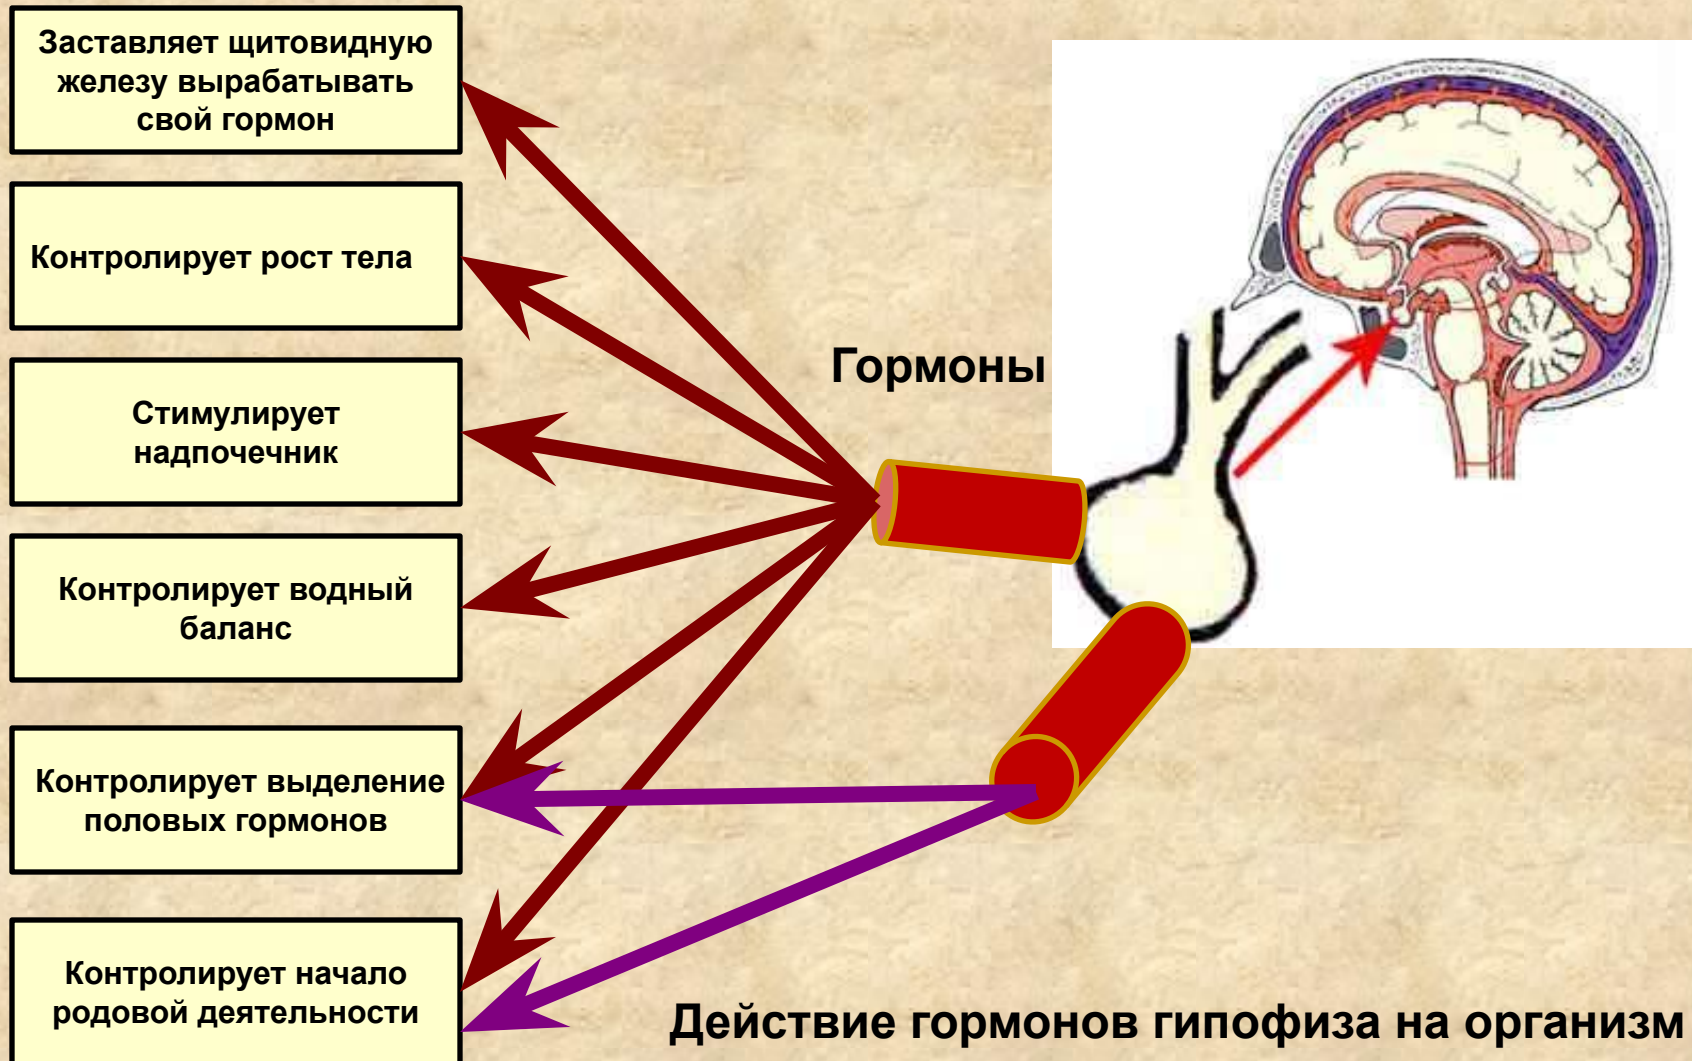 Заставляет щитовидную
железу вырабатывать
свой гормон
Контролирует рост тела
Стимулирует
надпочечник
Контролирует водный
баланс
Контролирует выделение
половых гормонов
Контролирует начало
родовой деятельности
Гормоны
Действие гормонов гипофиза на организм